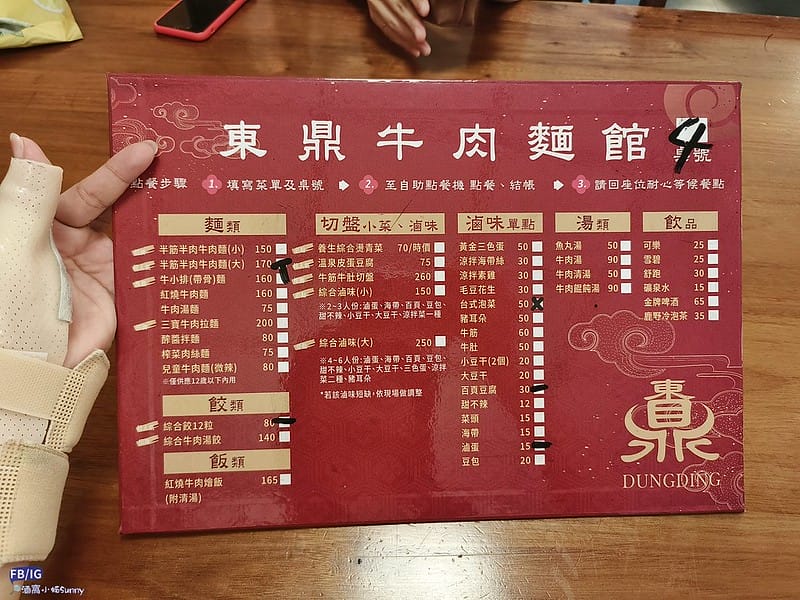 東鼎牛肉麵館
4
桌號
點餐步驟 1. 填寫菜單及桌號 2. 至自助點餐機 點餐、結帳 3. 請回座位耐心等候餐點
麵類
半筋半肉牛肉麵(小) 150
半筋半肉牛肉麵(大) 170
牛小排(帶骨)麵 160
紅燒牛肉麵 160
牛肉湯麵 75
三寶牛肉拉麵 200
醡醬拌麵 80
榨菜肉絲麵 75
兒童牛肉麵(微辣) 80
※僅供應12歲以下內用
餃類
綜合餃12粒 80
綜合牛肉湯餃 140
飯類
紅燒牛肉燴飯 165
(附清湯)
切盤小菜、滷味
養生綜合燙青菜 70/時價
溫泉皮蛋豆腐 75
牛筋牛肚切盤 260
綜合滷味(小) 150
※2~3人份:滷蛋、海帶、百頁、豆包、
甜不辣、小豆干、大豆干、涼拌菜一種
綜合滷味(大) 250
※4~6人份:滷蛋、海帶、百頁、豆包、
甜不辣、小豆干、大豆干、三色蛋、涼拌
菜二種、豬耳朵
*若該滷味短缺,依現場做調整
滷味單點
黃金三色蛋 50
涼拌海帶絲 30
涼拌素雞 30
毛豆花生 30
台式泡菜 50
豬耳朵 50
牛筋 60
牛肚 50
小豆干(2個) 20
大豆干 20
百頁豆腐 30
甜不辣 12
菜頭 15
海帶 15
滷蛋 15
豆包 20
湯類
魚丸湯 50
牛肉湯 90
牛肉清湯 50
牛肉餛飩湯 90
飲品
可樂 25
雪碧 25
舒跑 30
礦泉水 15
金牌啤酒 65
鹿野冷泡茶 35
東鼎
DUNGDING
FB/IG
涵窩小姐Sunny